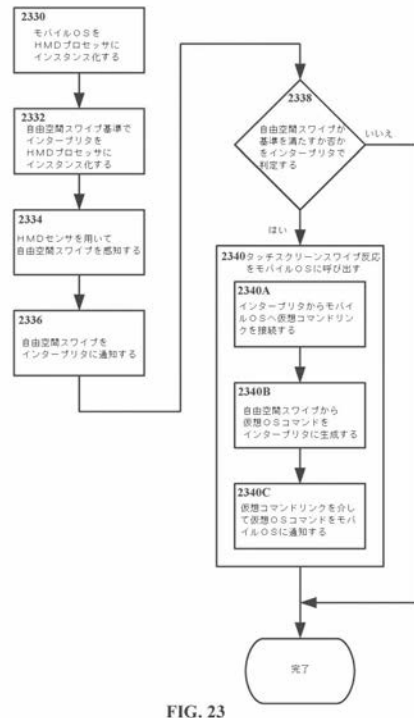 2330
モバイルOSを
HMDプロセッサに
インスタンス化する
2332
自由空間スワイプ基準で
インタープリタを
HMDプロセッサに
インスタンス化する
2334
HMDセンサを用いて
自由空間スワイプを感知する
2336
自由空間スワイプを
インタープリタに通知する
2338
自由空間スワイプが
基準を満たすか否か
をインタープリタで
判定する
いいえ
はい
2340 タッチスクリーンスワイプ反応
をモバイルOSに呼び出す
2340A
インタープリタからモバ
イルOSへ仮想コマンドリン
クを接続する
2340B
自由空間スワイプから
仮想OSコマンドを
インタープリタに生成する
2340C
仮想コマンドリンクを介し
て仮想OSコマンドをモバ
イルOSに通知する
完了
FIG. 23